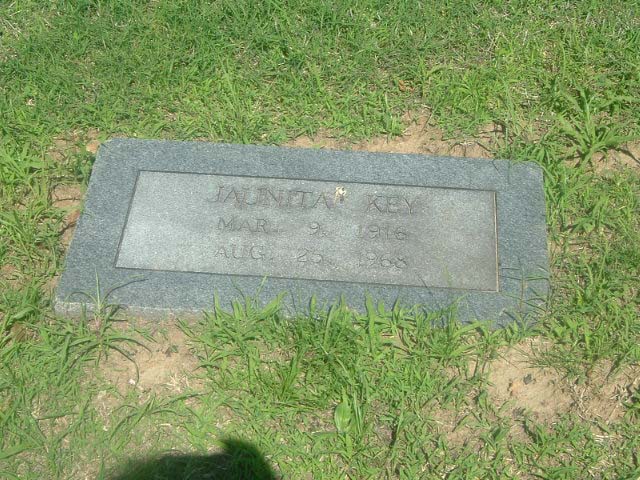 JAUNITA KEY
MAR. 9, 1916
AUG. 25, 1968